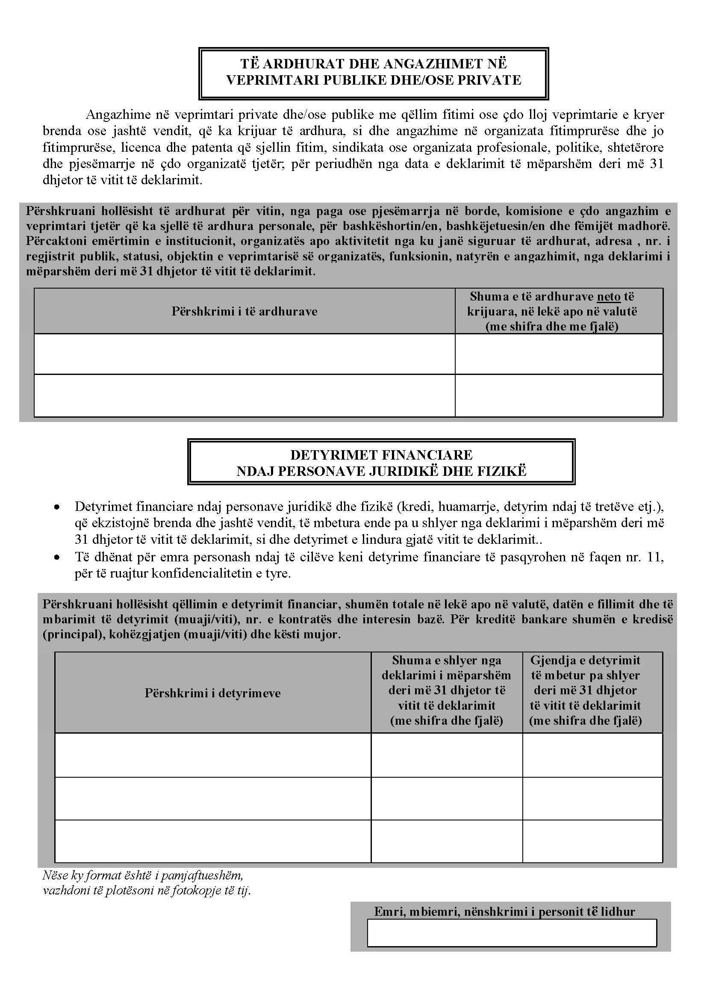 TË ARDHURAT DHE ANGAZHIMET NË
VEPRIMTARI PUBLIKE DHE/OSE PRIVATE
Angazhime në veprimtari private dhe/ose publike me qëllim fitimi ose çdo lloj veprimtarie e kryer
brenda ose jashtë vendit, që ka krijuar të ardhura, si dhe angazhime në organizata fitimprurëse dhe jo
fitimprurëse, licenca dhe patenta që sjellin fitim, sindikata ose organizata profesionale, politike, shtetërore
dhe pjesëmarrje në çdo organizatë tjetër; për periudhën nga data e deklarimit të mëparshëm deri më 31
dhjetor të vitit të deklarimit.
Përshkruani hollësisht të ardhurat për vitin, nga paga ose pjesëmarrja në borde, komisione e çdo angazhim e
veprimtari tjetër që ka sjellë të ardhura personale, për bashkëshortin/en, bashkëjetuesin/en dhe fëmijët madhorë.
Përcaktoni emërtimin e institucionit, organizatës apo aktivitetit nga ku janë siguruar të ardhurat, adresa , nr. i
regjistrit publik, statusi, objektin e veprimtarisë së organizatës, funksionin, natyrën e angazhimit, nga deklarimi i
mëparshëm deri më 31 dhjetor të vitit të deklarimit.
Përshkrimi i të ardhurave
Shuma e të ardhurave neto të
krijuara, në lekë apo në valutë
(me shifra dhe me fjalë)
DETYRIMET FINANCIARE
NDAJ PERSONAVE JURIDIKË DHE FIZIKË
• Detyrimet financiare ndaj personave juridikë dhe fizikë (kredi, huamarrje, detyrim ndaj të tretëve etj.),
që ekzistojnë brenda dhe jashtë vendit, të mbetura ende pa u shlyer nga deklarimi i mëparshëm deri më
31 dhjetor të vitit të deklarimit, si dhe detyrimet e lindura gjatë vitit te deklarimit..
• Të dhënat për emra personash ndaj të cilëve keni detyrime financiare të pasqyrohen në faqen nr. 11,
për të ruajtur konfidencialitetin e tyre.
Përshkruani hollësisht qëllimin e detyrimit financiar, shumën totale në lekë apo në valutë, datën e fillimit dhe të
mbarimit të detyrimit (muaji/viti), nr. e kontratës dhe interesin bazë. Për kreditë bankare shumën e kredisë
(principal), kohëzgjatjen (muaji/viti) dhe kësti mujor.
Përshkrimi i detyrimeve
Shuma e shlyer nga
deklarimi i mëparshëm
deri më 31 dhjetor të
vitit të deklarimit
(me shifra dhe fjalë)
Gjendja e detyrimit
të mbetur pa shlyer
deri më 31 dhjetor
të vitit të deklarimit
(me shifra dhe fjalë)
Nëse ky format është i pamjaftueshëm,
vazhdoni të plotësoni në fotokopje të tij.
Emri, mbiemri, nënshkrimi i personit të lidhur